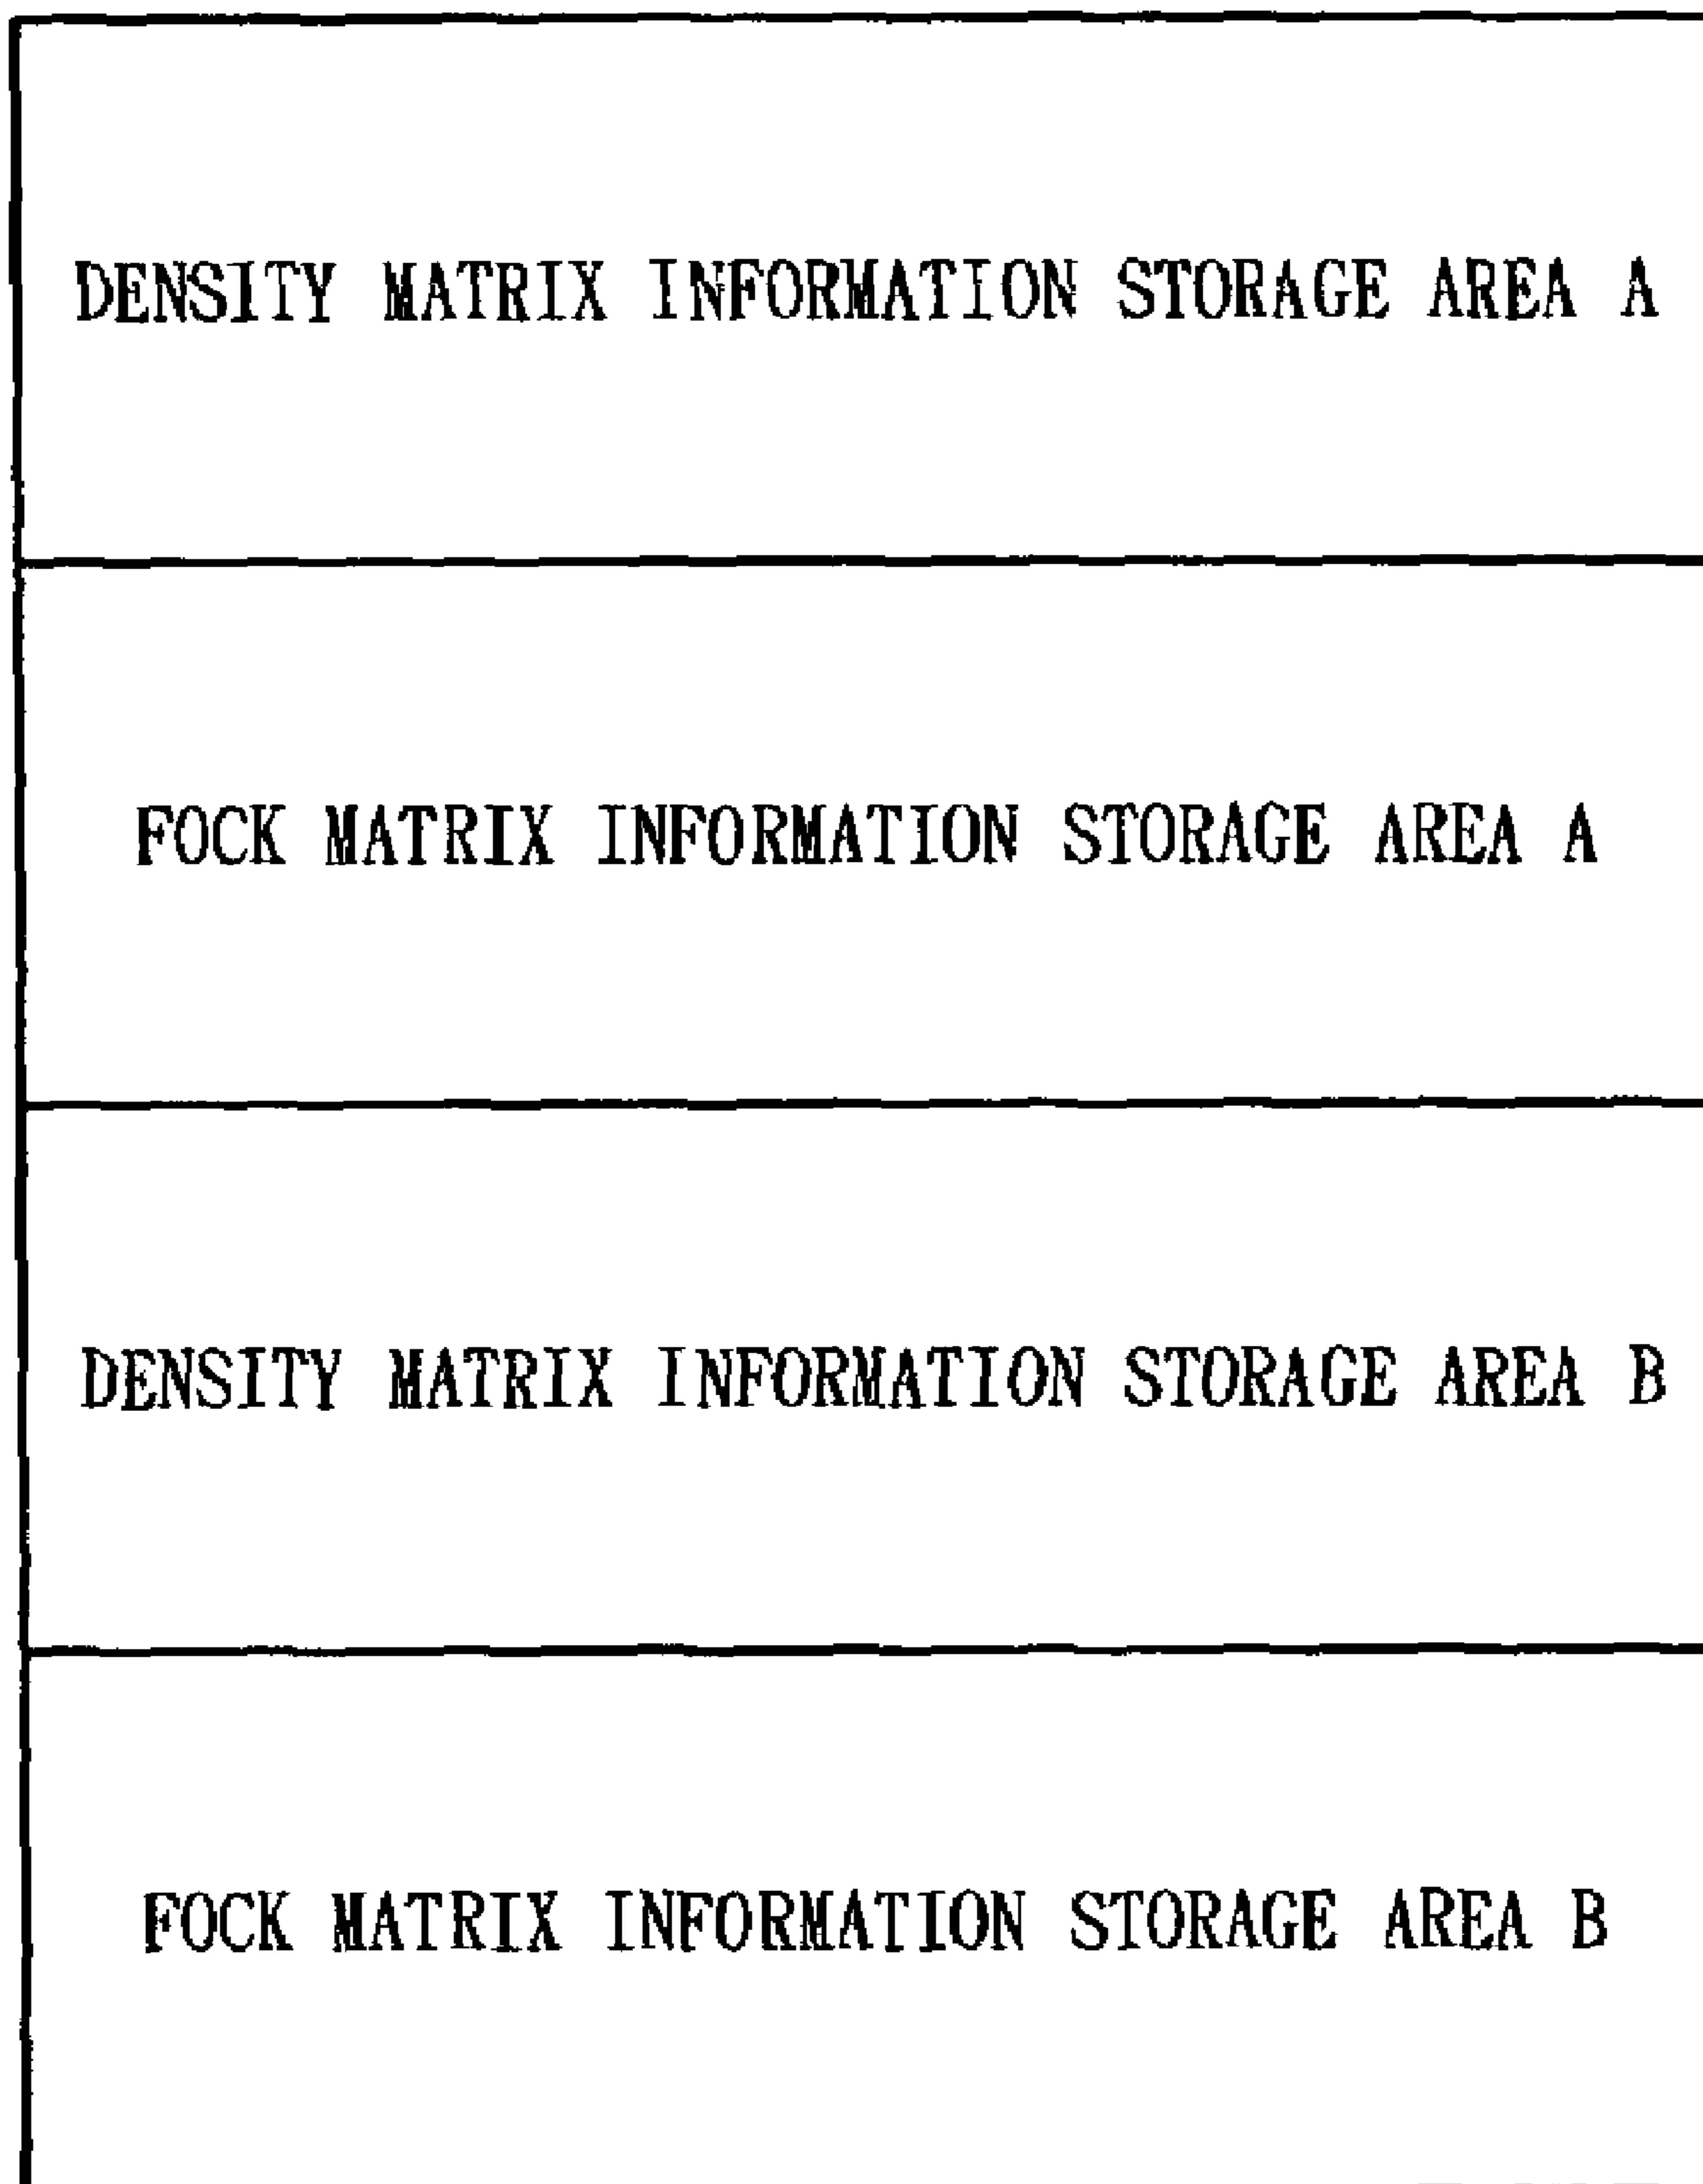 DENSITY MATRIX INFORMATION STORAGE AREA A
FOCK MATRIX INFORMATION STORAGE AREA A
DENSITY MATRIX INFORMATION STORAGE AREA B
FOCK MATRIX INFORMATION STORAGE AREA B